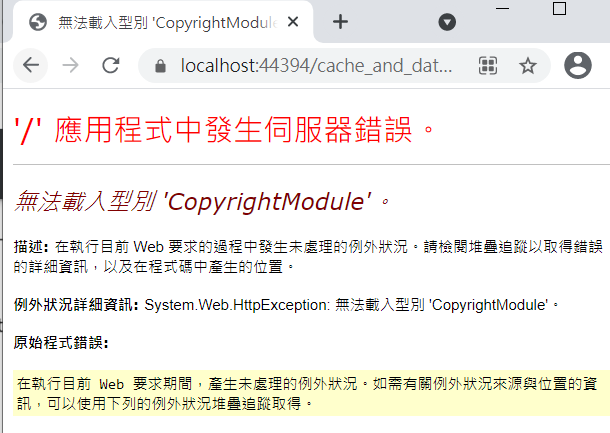 無法載入型別 'CopyrightModule
localhost:44394/cache_and_dat...
'/' 應用程式中發生伺服器錯誤。
無法載入型別 'CopyrightModule'。
描述: 在執行目前 Web 要求的過程中發生未處理的例外狀況。請檢閱堆疊追蹤以取得錯誤
的詳細資訊，以及在程式碼中產生的位置。
例外狀況詳細資訊: System.Web.HttpException: 無法載入型別 'CopyrightModule'。
原始程式錯誤:
在執行目前 Web 要求期間，產生未處理的例外狀況。如需有關例外狀況來源與位置的資
訊，可以使用下列的例外狀況堆疊追蹤取得。